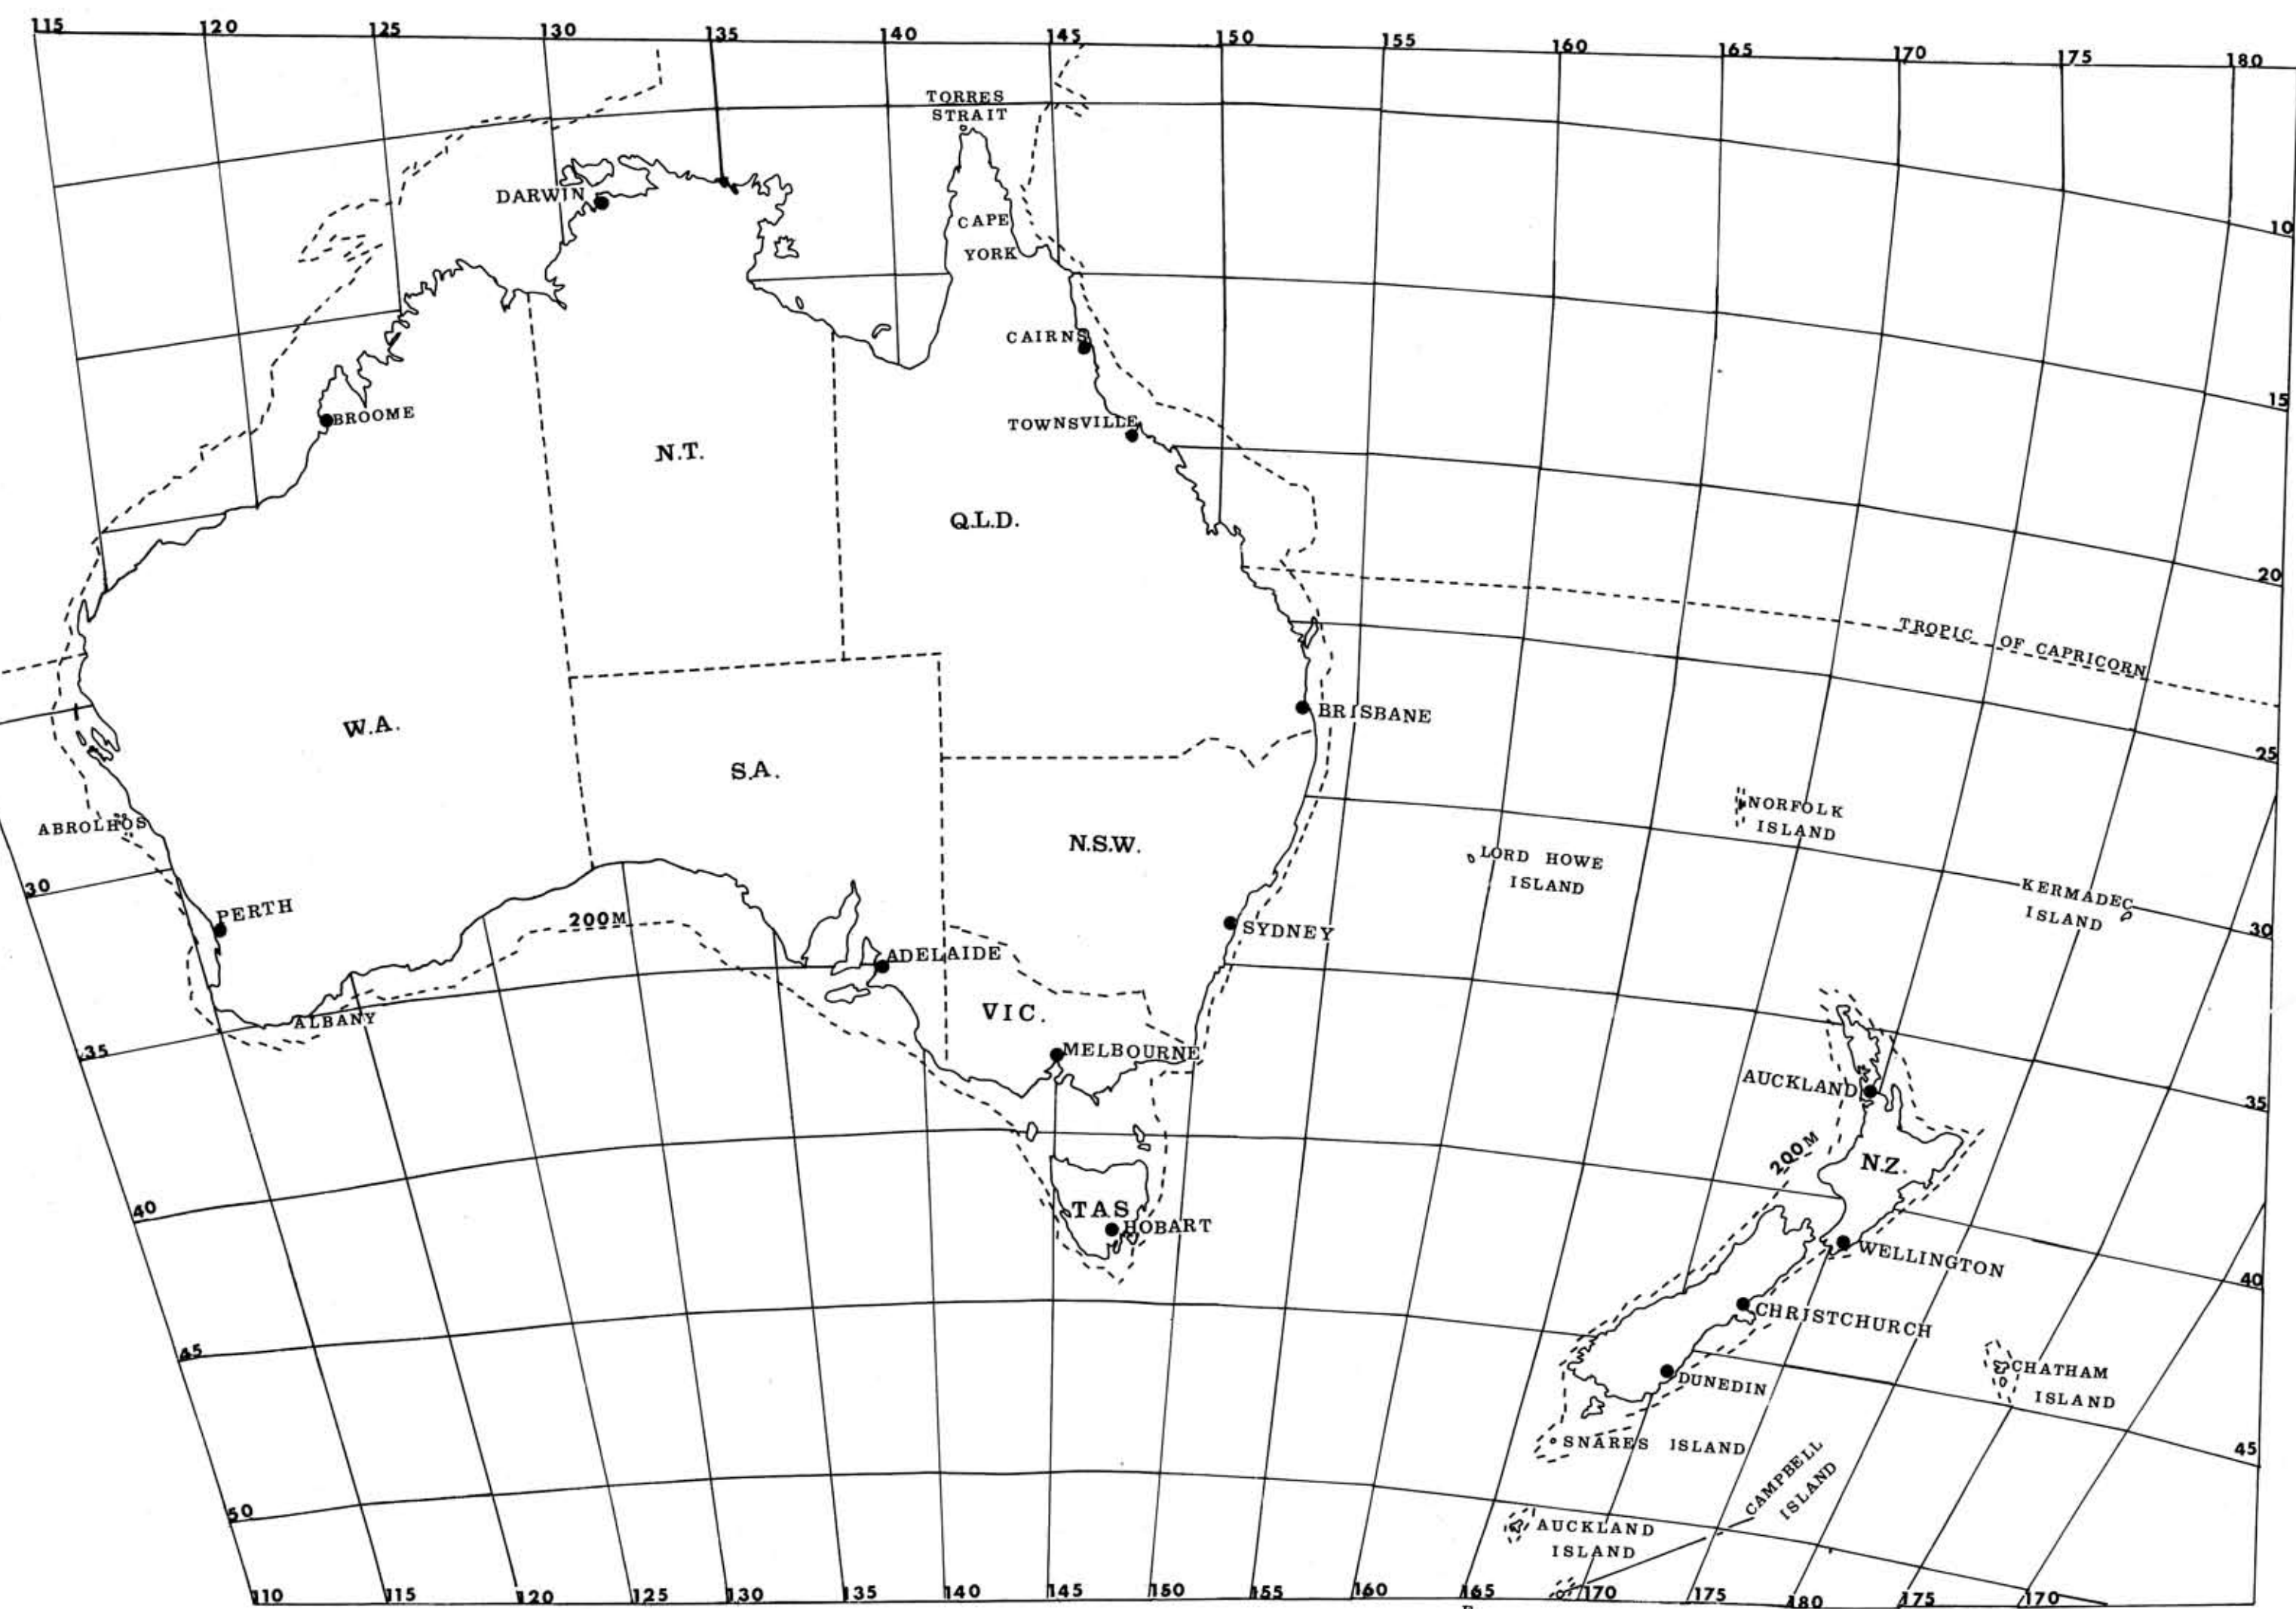 115 120 125 130 135 140 145 150 155 160 165 170 175 180
TORRES
STRAIT
DARWIN
CAPE
YORK
10
CAIRNS
15
BROOME
TOWNSVILLE
N.T.
Q.L.D.
20
TROPIC OF CAPRICORN
W.A.
BRISBANE
S.A.
25
NORFOLK
ISLAND
ABROLHOS
N.S.W.
LORD HOWE
ISLAND
30
KERMADEC
ISLAND
PERTH
200M
SYDNEY
30
ADELAIDE
ALBANY
VIC.
35
MELBOURNE
AUCKLAND
35
200M
N.Z.
40
TAS
HOBART
WELLINGTON
40
CHRISTCHURCH
45
CHATHAM
ISLAND
DUNEDIN
SNARES ISLAND
45
CAMPBELL
ISLAND
50
AUCKLAND
ISLAND
110 115 120 125 130 135 140 145 150 155 160 165 170 175 180 175 170